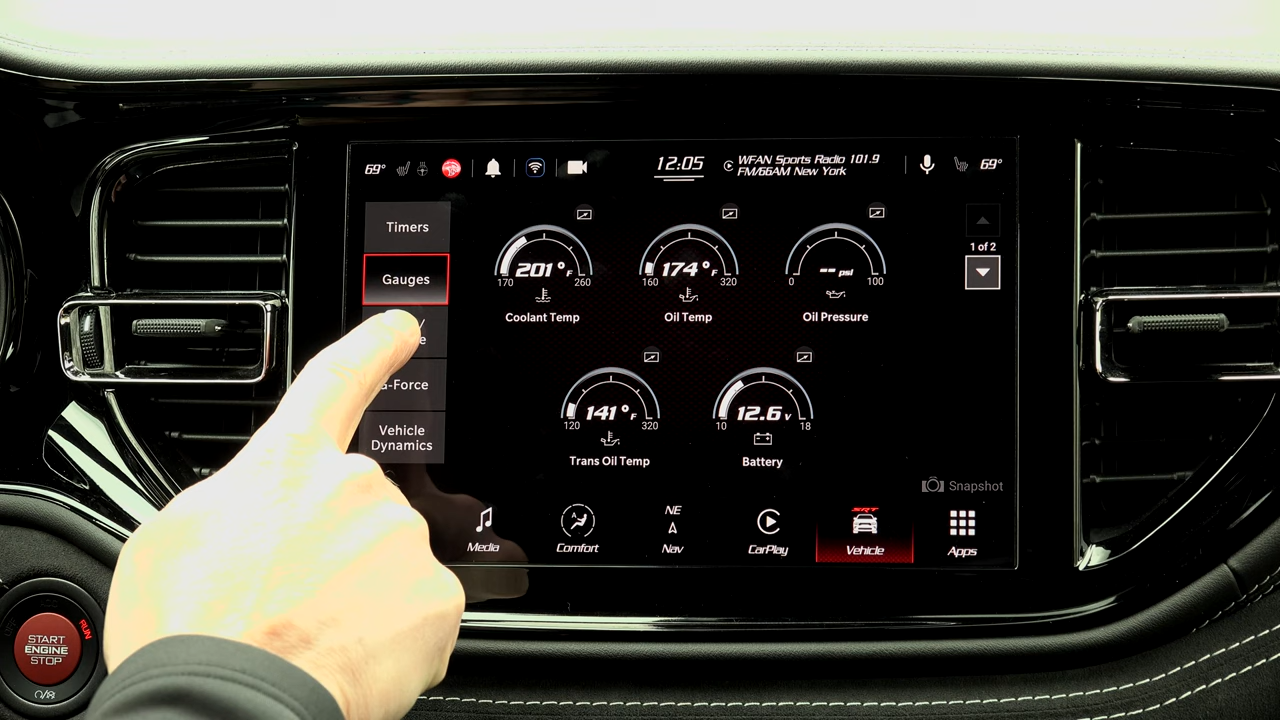 69°
12:05
WFAN Sports Radio 101.9
FM/66AM New York
69°
Timers
Gauges
G-Force
Vehicle
Dynamics
201°F
170 260
Coolant Temp
174°F
160 320
Oil Temp
-- psi
0 100
Oil Pressure
1 of 2
141°F
120 320
Trans Oil Temp
12.6 V
10 18
Battery
Snapshot
Media
Comfort
NE
Nav
CarPlay
SRT
Vehicle
Apps
RUN
START
ENGINE
STOP